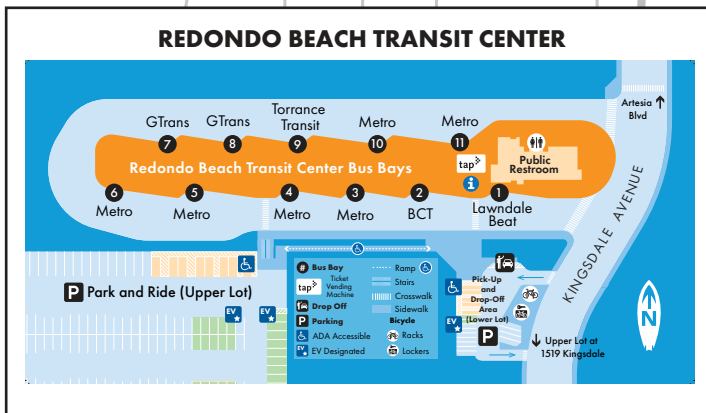 REDONDO BEACH TRANSIT CENTER
Artesia
Blvd
GTrans
GTrans
Torrance
Transit
Metro
Metro
7
8
9
10
11
tap
Public
Restroom
Redondo Beach Transit Center Bus Bays
i
6
5
4
3
2
1
Metro
Metro
Metro
Metro
BCT
Lawndale
Beat
KINGSDALE AVENUE
P Park and Ride (Upper Lot)
EV
EV
# Bus Bay
tap Ticket
Vending
Machine
Drop Off
P Parking
ADA Accessible
EV EV Designated
Ramp
Stairs
Crosswalk
Sidewalk
Bicycle
Racks
Lockers
Pick-Up
and
Drop-Off
Area
(Lower Lot)
EV
P
Upper Lot at
1519 Kingsdale
N